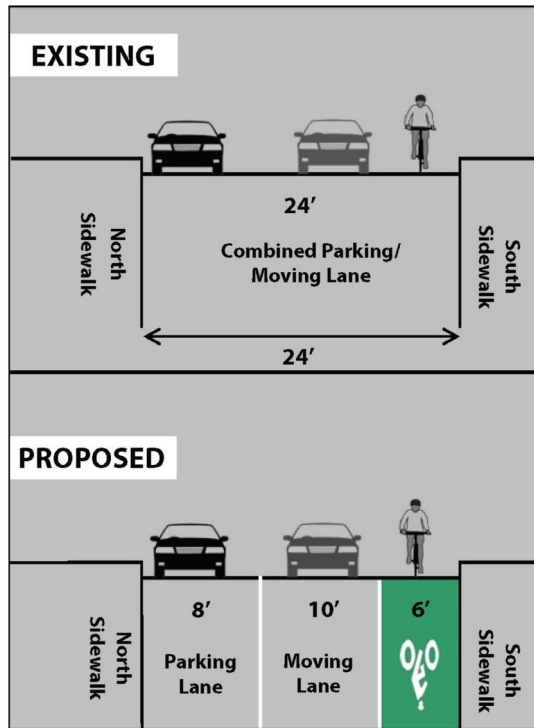 EXISTING
24’
Combined Parking/
Moving Lane
North
Sidewalk
South
Sidewalk
24’
PROPOSED
8’
10’
6’
North
Sidewalk
Parking
Lane
Moving
Lane
South
Sidewalk